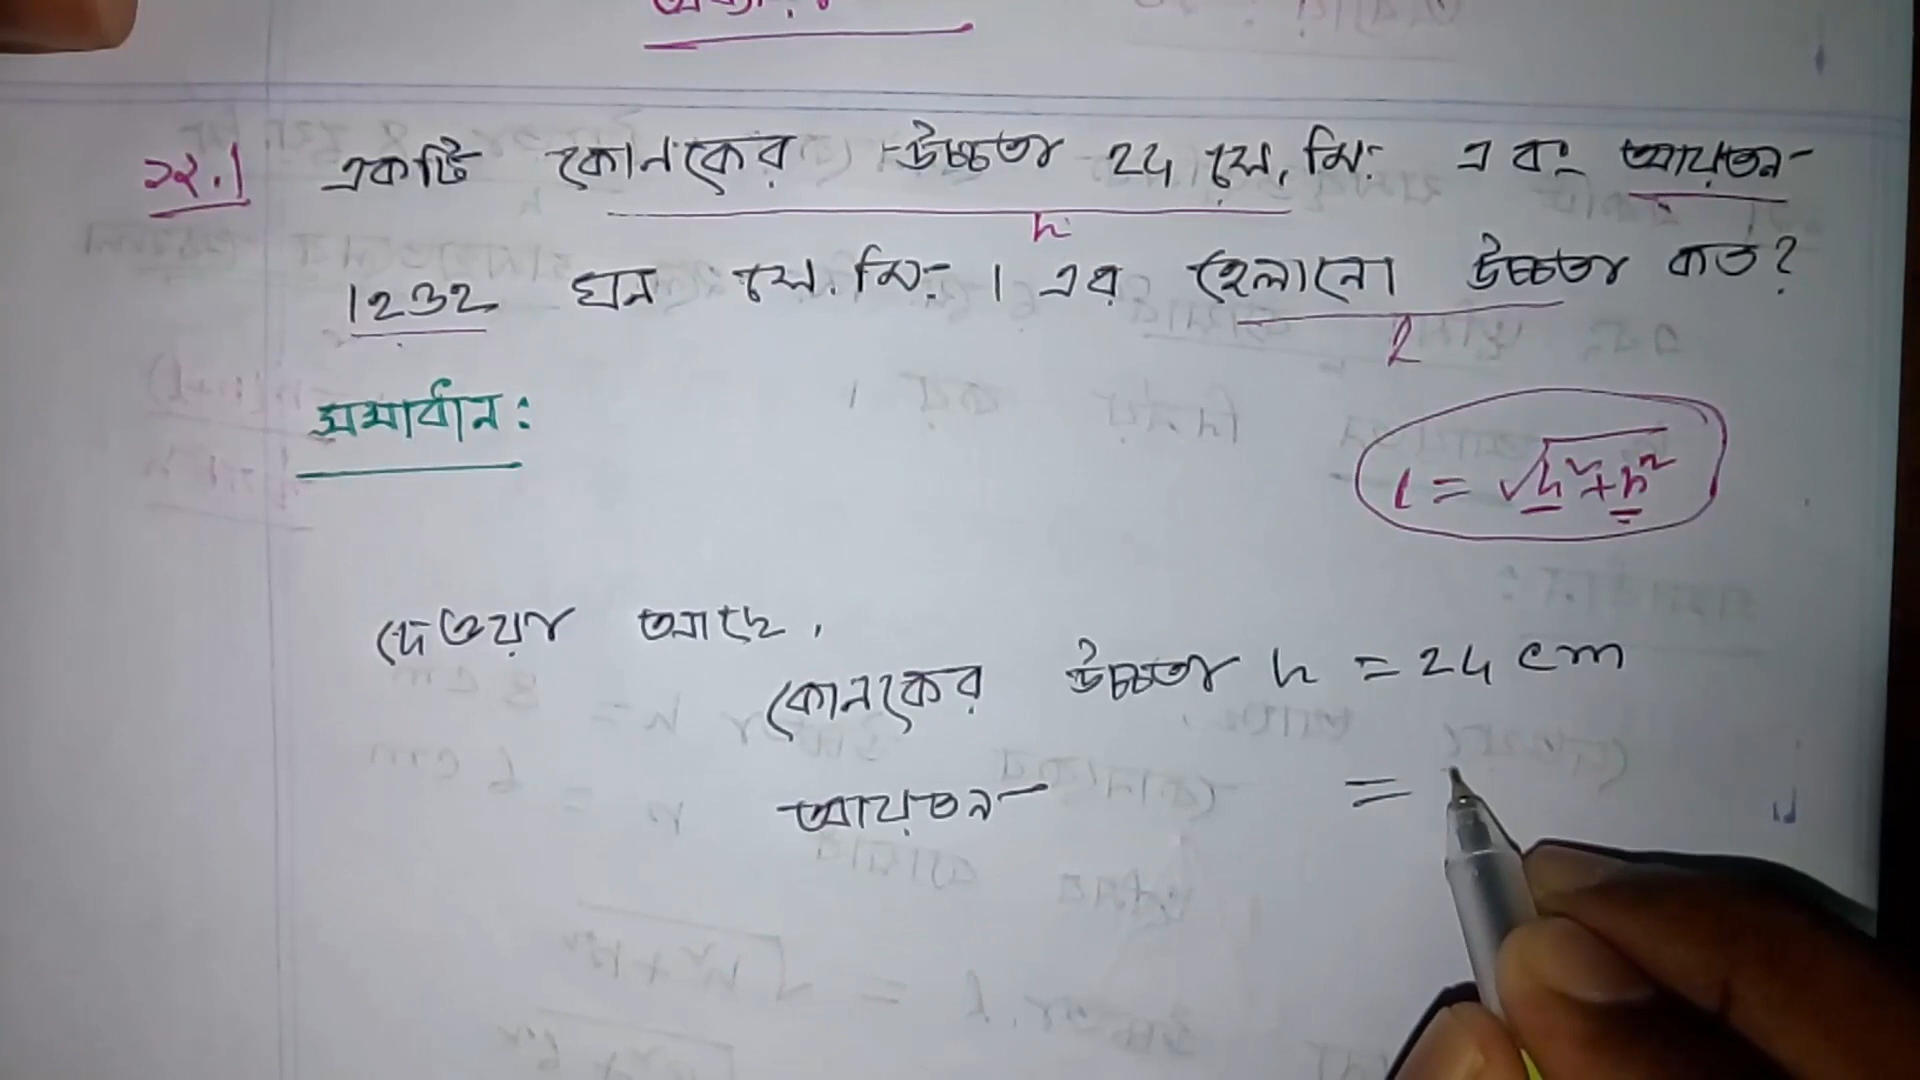 ২২.। একটি কোনকের উচ্চতা 24 সে.মি. এবং আয়তন
h
1232 ঘন সে.মি.। এর হেলানো উচ্চতা কত?
l
সমাধান:
l = √h²+r²
দেওয়া আছে,
কোনকের উচ্চতা h = 24 cm
আয়তন =